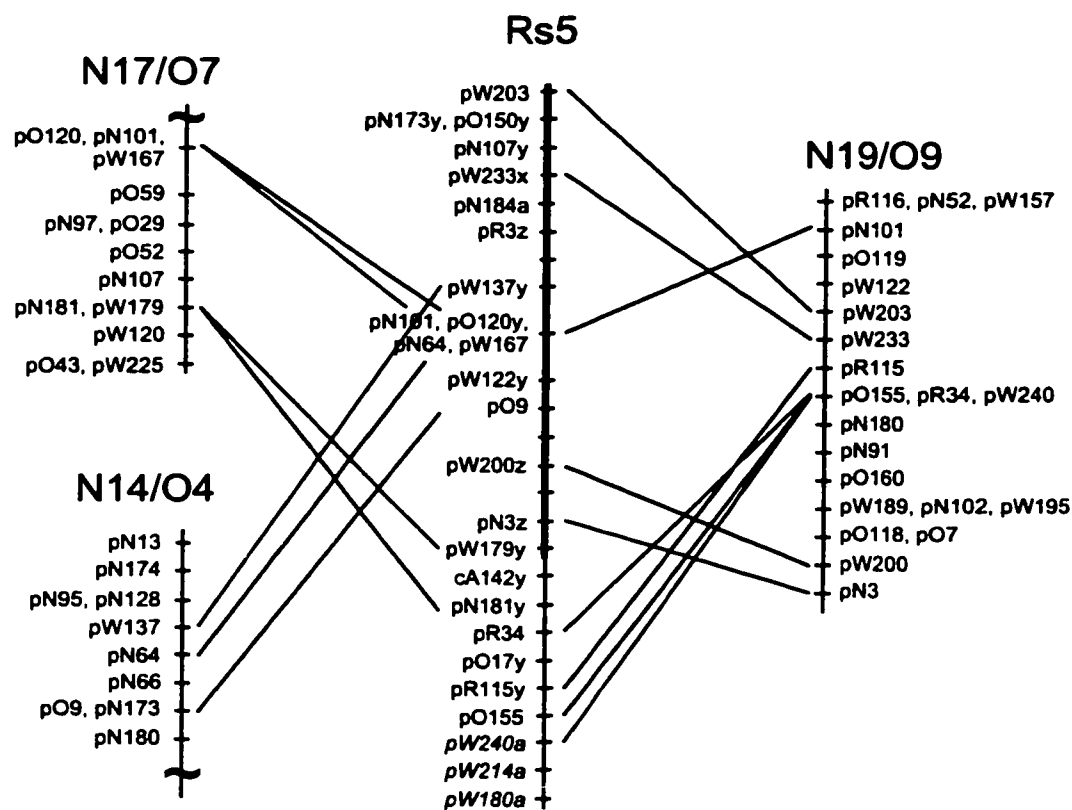 N17/O7
pO120, pN101,
pW167
pO59
pN97, pO29
pO52
pN107
pN181, pW179
pW120
pO43, pW225
N14/O4
pN13
pN174
pN95, pN128
pW137
pN64
pN66
pO9, pN173
pN180
Rs5
pW203
pN173y, pO150y
pN107y
pW233x
pN184a
pR3z
pW137y
pN101, pO120y,
pN64, pW167
pW122y
pO9
pW200z
pN3z
pW179y
cA142y
pN181y
pR34
pO17y
pR115y
pO155
pW240a
pW214a
pW180a
N19/O9
pR116, pN52, pW157
pN101
pO119
pW122
pW203
pW233
pR115
pO155, pR34, pW240
pN180
pN91
pO160
pW189, pN102, pW195
pO118, pO7
pW200
pN3